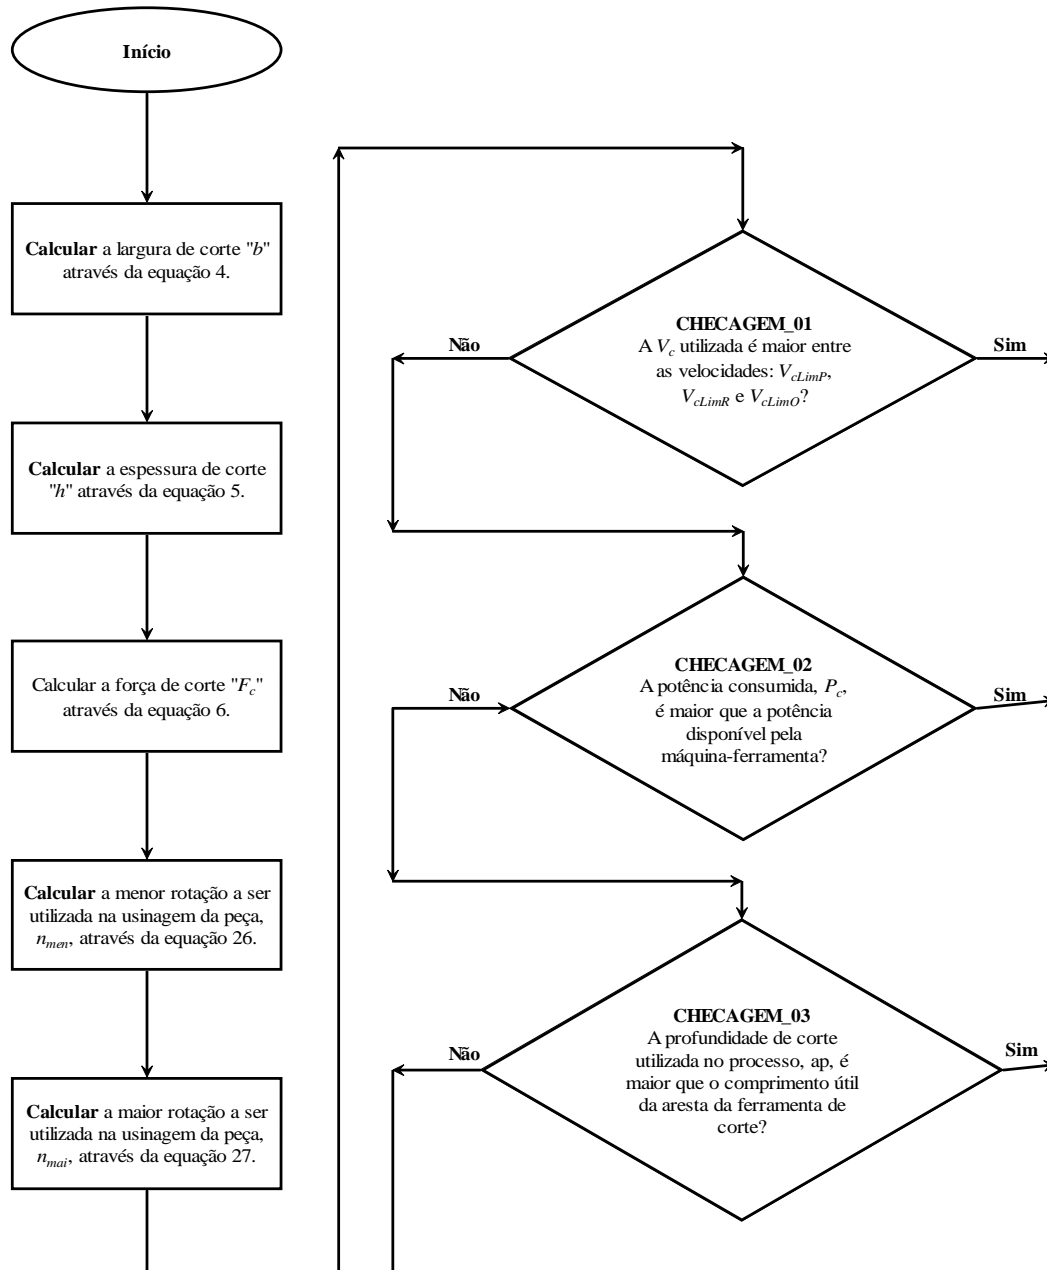 Início
Calcular a largura de corte "b"
através da equação 4.
Calcular a espessura de corte
"h" através da equação 5.
Calcular a força de corte "Fc"
através da equação 6.
Calcular a menor rotação a ser
utilizada na usinagem da peça,
nmen, através da equação 26.
Calcular a maior rotação a ser
utilizada na usinagem da peça,
nmai, através da equação 27.
CHECAGEM_01
A Vc utilizada é maior entre
as velocidades: VcLimP,
VcLimR e VcLimO?
Não
Sim
CHECAGEM_02
A potência consumida, Pc,
é maior que a potência
disponível pela
máquina-ferramenta?
Não
Sim
CHECAGEM_03
A profundidade de corte
utilizada no processo, ap, é
maior que o comprimento útil
da aresta da ferramenta de
corte?
Não
Sim